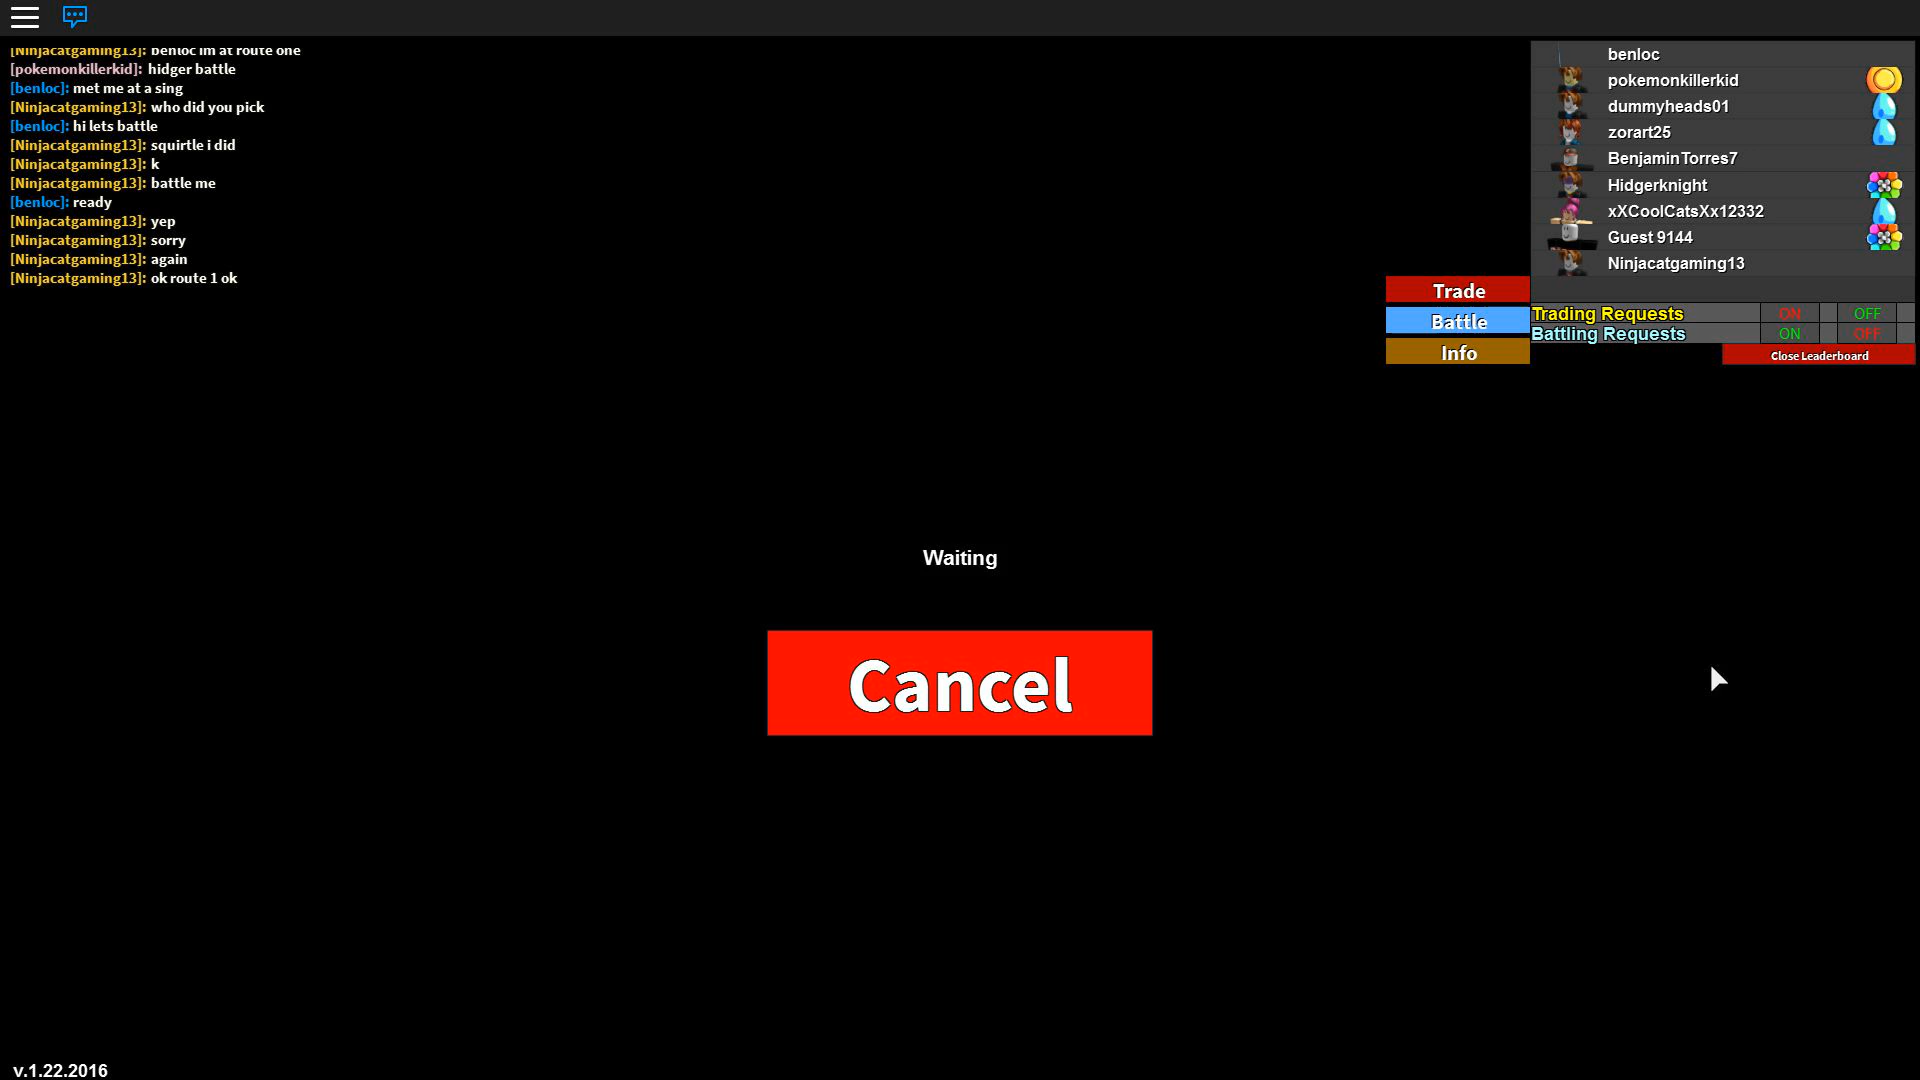 [Ninjacatgaming13]: benloc im at route one
[pokemonkillerkid]: hidger battle
[benloc]: met me at a sing
[Ninjacatgaming13]: who did you pick
[benloc]: hi lets battle
[Ninjacatgaming13]: squirtle i did
[Ninjacatgaming13]: k
[Ninjacatgaming13]: battle me
[benloc]: ready
[Ninjacatgaming13]: yep
[Ninjacatgaming13]: sorry
[Ninjacatgaming13]: again
[Ninjacatgaming13]: ok route 1 ok
benloc
pokemonkillerkid
dummyheads01
zorart25
BenjaminTorres7
Hidgerknight
xXCoolCatsXx12332
Guest 9144
Ninjacatgaming13
Trade
Battle
Info
Trading Requests ON OFF
Battling Requests ON OFF
Close Leaderboard
Waiting
Cancel
v.1.22.2016